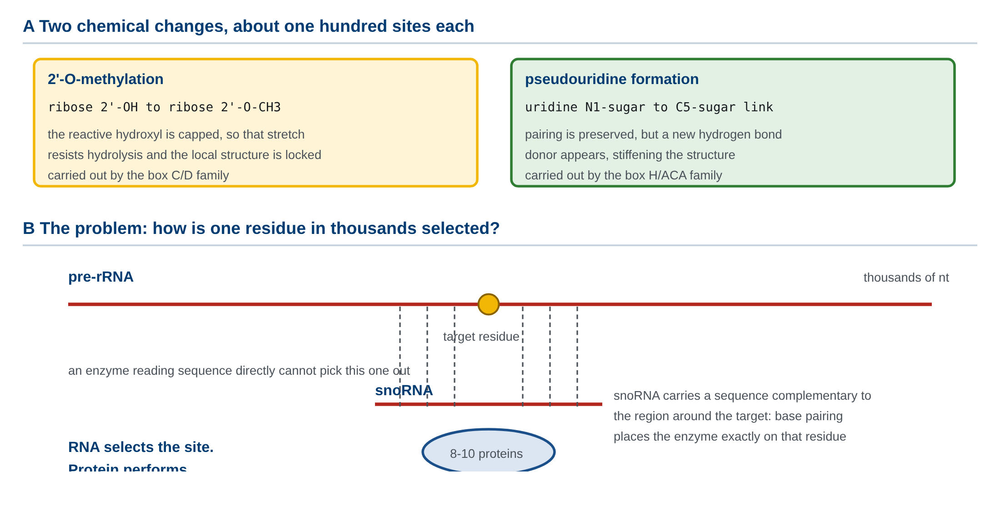 A Two chemical changes, about one hundred sites each
2'-O-methylation
ribose 2'-OH to ribose 2'-O-CH3
the reactive hydroxyl is capped, so that stretch
resists hydrolysis and the local structure is locked
carried out by the box C/D family
pseudouridine formation
uridine N1-sugar to C5-sugar link
pairing is preserved, but a new hydrogen bond
donor appears, stiffening the structure
carried out by the box H/ACA family
B The problem: how is one residue in thousands selected?
pre-rRNA
thousands of nt
target residue
an enzyme reading sequence directly cannot pick this one out
snoRNA
snoRNA carries a sequence complementary to
the region around the target: base pairing
places the enzyme exactly on that residue
8-10 proteins
RNA selects the site.
Protein performs